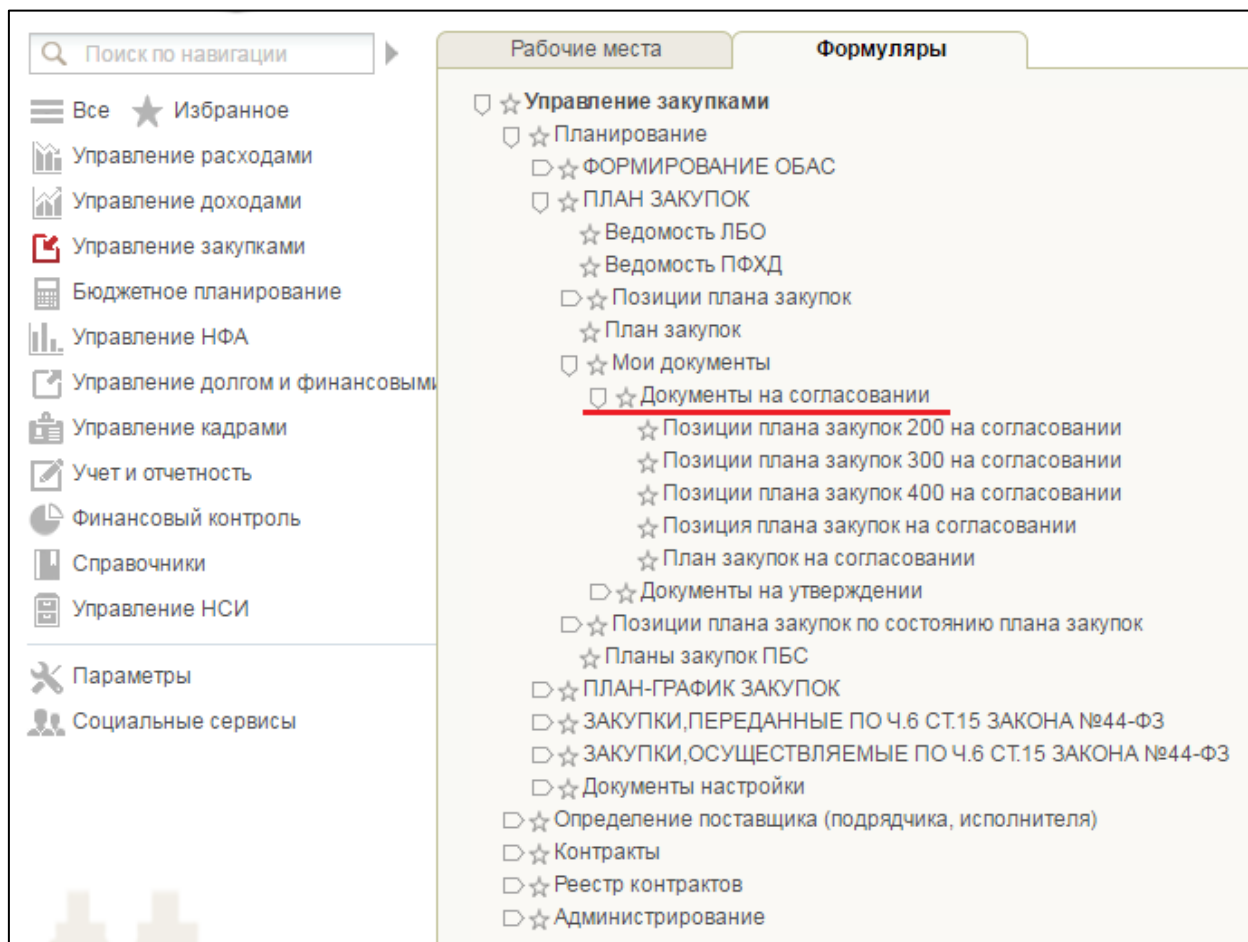 Поиск по навигации
Все Избранное
Управление расходами
Управление доходами
Управление закупками
Бюджетное планирование
Управление НФА
Управление долгом и финансовыми
Управление кадрами
Учет и отчетность
Финансовый контроль
Справочники
Управление НСИ
Параметры
Социальные сервисы
Рабочие места Формуляры
Управление закупками
Планирование
ФОРМИРОВАНИЕ ОБАС
ПЛАН ЗАКУПОК
Ведомость ЛБО
Ведомость ПФХД
Позиции плана закупок
План закупок
Мои документы
Документы на согласовании
Позиции плана закупок 200 на согласовании
Позиции плана закупок 300 на согласовании
Позиции плана закупок 400 на согласовании
Позиция плана закупок на согласовании
План закупок на согласовании
Документы на утверждении
Позиции плана закупок по состоянию плана закупок
Планы закупок ПБС
ПЛАН-ГРАФИК ЗАКУПОК
ЗАКУПКИ,ПЕРЕДАННЫЕ ПО Ч.6 СТ.15 ЗАКОНА №44-ФЗ
ЗАКУПКИ,ОСУЩЕСТВЛЯЕМЫЕ ПО Ч.6 СТ.15 ЗАКОНА №44-ФЗ
Документы настройки
Определение поставщика (подрядчика, исполнителя)
Контракты
Реестр контрактов
Администрирование